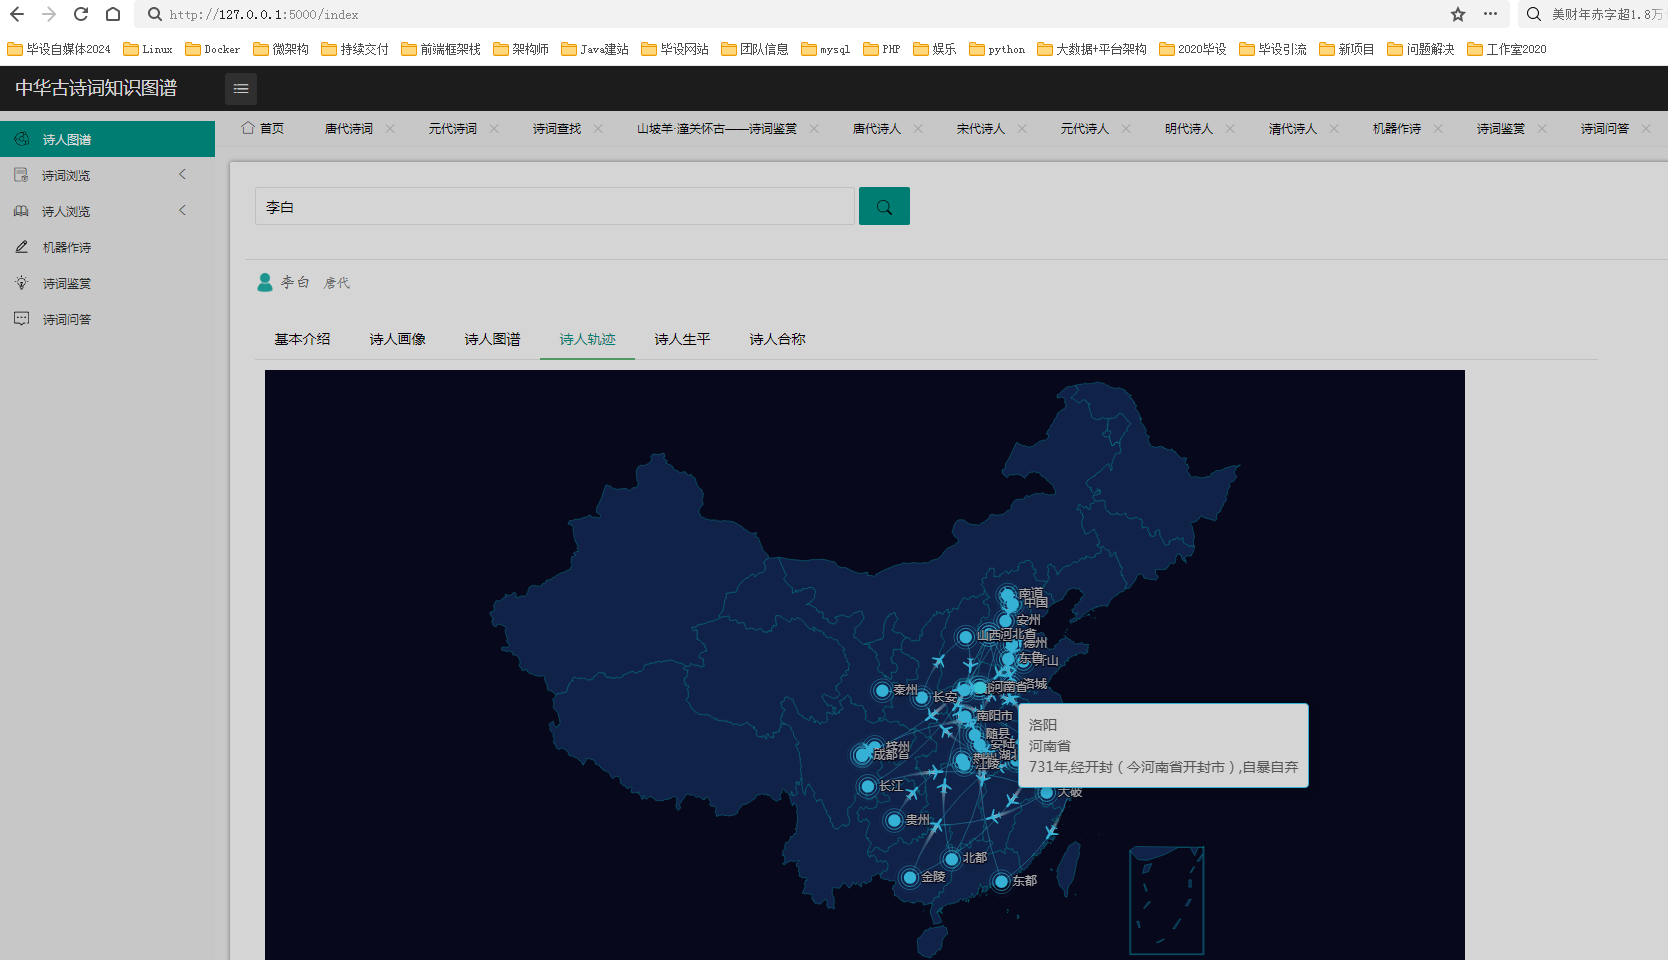 http://127.0.0.1:5000/index
美财年赤字超1.8万
毕设自媒体2024 Linux Docker 微架构 持续交付 前端框架栈 架构师 Java建站 毕设网站 团队信息 mysql PHP 娱乐 python 大数据+平台架构 2020毕设 毕设引流 新项目 问题解决 工作室2020
中华古诗词知识图谱
首页 唐代诗词 元代诗词 诗词查找 山坡羊·潼关怀古——诗词鉴赏 唐代诗人 宋代诗人 元代诗人 明代诗人 清代诗人 机器作诗 诗词鉴赏 诗词问答
诗人图谱
诗词浏览
诗人浏览
机器作诗
诗词鉴赏
诗词问答
李白
李白 唐代
基本介绍 诗人画像 诗人图谱 诗人轨迹 诗人生平 诗人合称
南道
中国
安州
山西 河北省
德州
东鲁
秦州
长安
河南省
洛城
南阳市
随县
安陆
梓州
成都省
江陵
长江
贵州
北都
金陵
东都
洛阳
河南省
731年,经开封（今河南省开封市）,自暴自弃